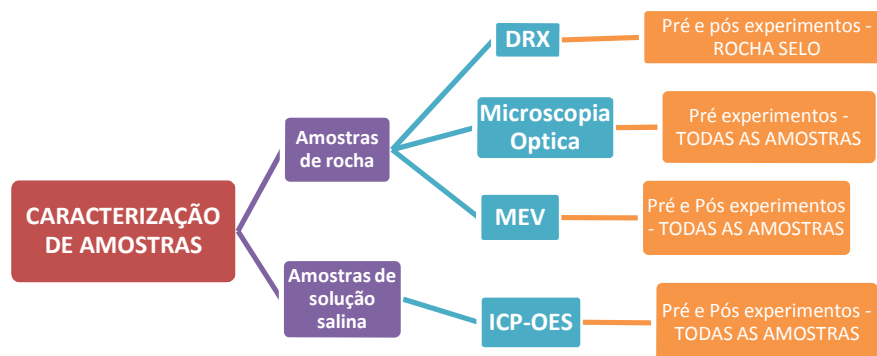 CARACTERIZAÇÃO
DE AMOSTRAS
Amostras
de rocha
DRX
Pré e pós experimentos -
ROCHA SELO
Microscopia
Optica
Pré experimentos -
TODAS AS AMOSTRAS
MEV
Pré e Pós experimentos
- TODAS AS AMOSTRAS
Amostras de
solução
salina
ICP-OES
Pré e Pós experimentos -
TODAS AS AMOSTRAS